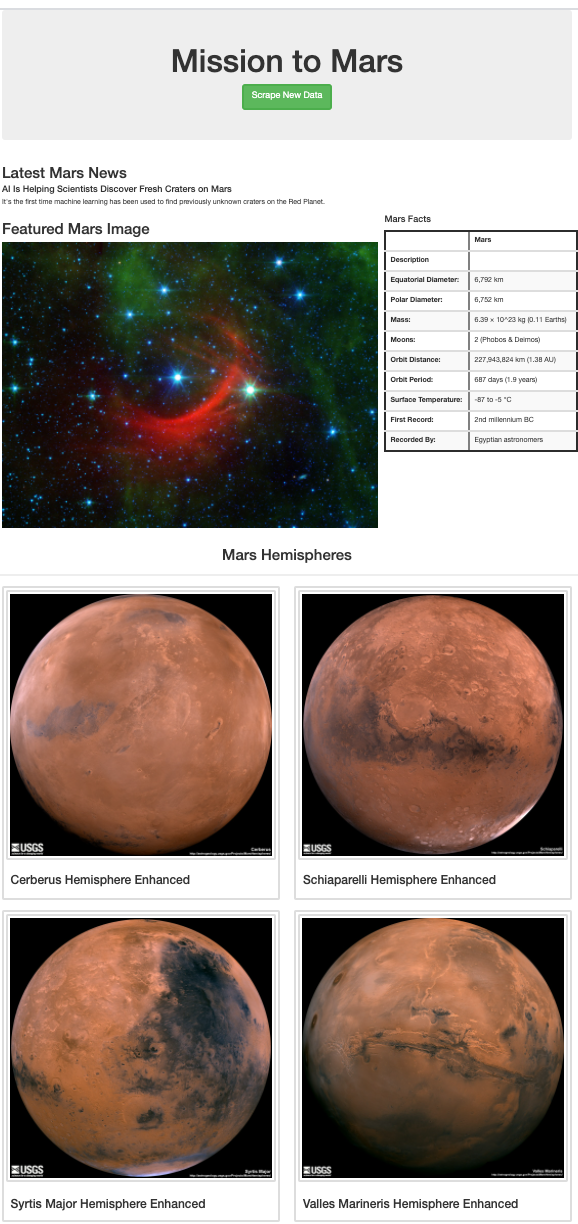 Mission to Mars
Scrape New Data
Latest Mars News
AI Is Helping Scientists Discover Fresh Craters on Mars
It's the first time machine learning has been used to find previously unknown craters on the Red Planet.
Featured Mars Image
Mars Facts
Mars
Description
Equatorial Diameter: 6,792 km
Polar Diameter: 6,752 km
Mass: 6.39 × 10^23 kg (0.11 Earths)
Moons: 2 (Phobos & Deimos)
Orbit Distance: 227,943,824 km (1.38 AU)
Orbit Period: 687 days (1.9 years)
Surface Temperature: -87 to -5 °C
First Record: 2nd millennium BC
Recorded By: Egyptian astronomers
Mars Hemispheres
USGS
Cerberus
USGS
Schiaparelli
Cerberus Hemisphere Enhanced
Schiaparelli Hemisphere Enhanced
USGS
Syrtis Major
USGS
Valles Marineris
Syrtis Major Hemisphere Enhanced
Valles Marineris Hemisphere Enhanced